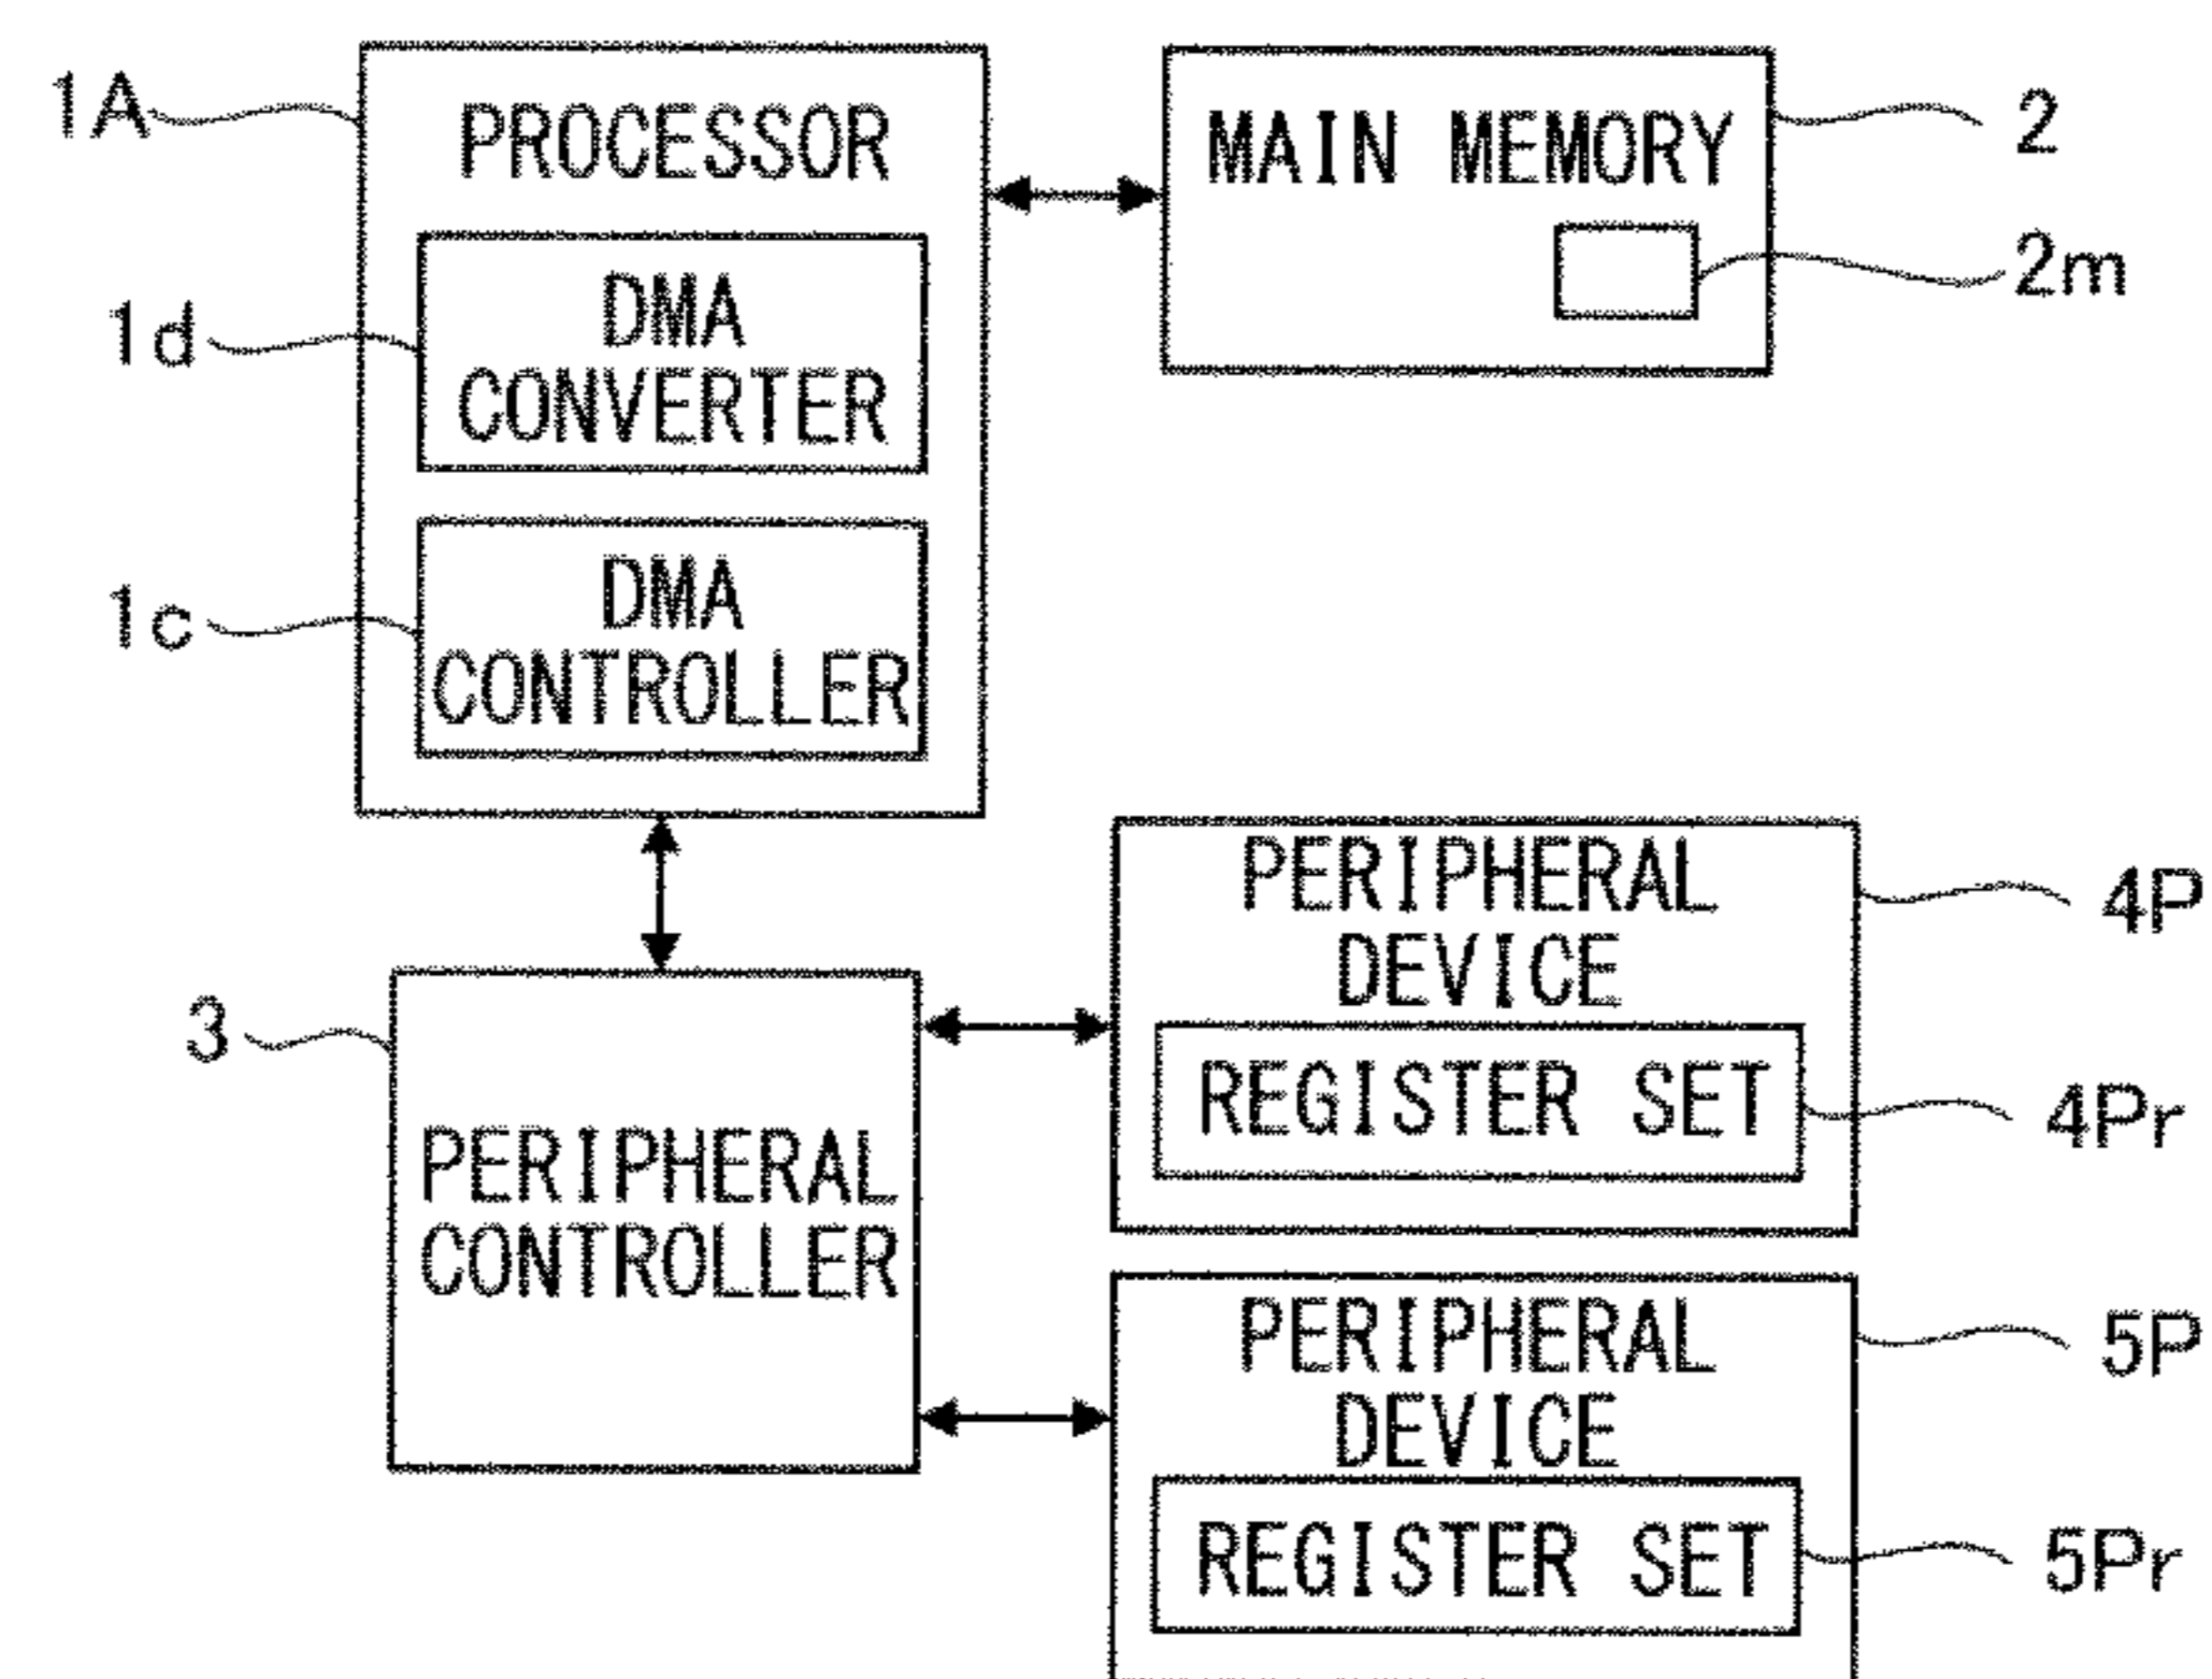 1A
PROCESSOR
MAIN MEMORY
2
2m
1d
DMA
CONVERTER
1c
DMA
CONTROLLER
3
PERIPHERAL
CONTROLLER
PERIPHERAL
DEVICE
4P
REGISTER SET
4Pr
PERIPHERAL
DEVICE
5P
REGISTER SET
5Pr